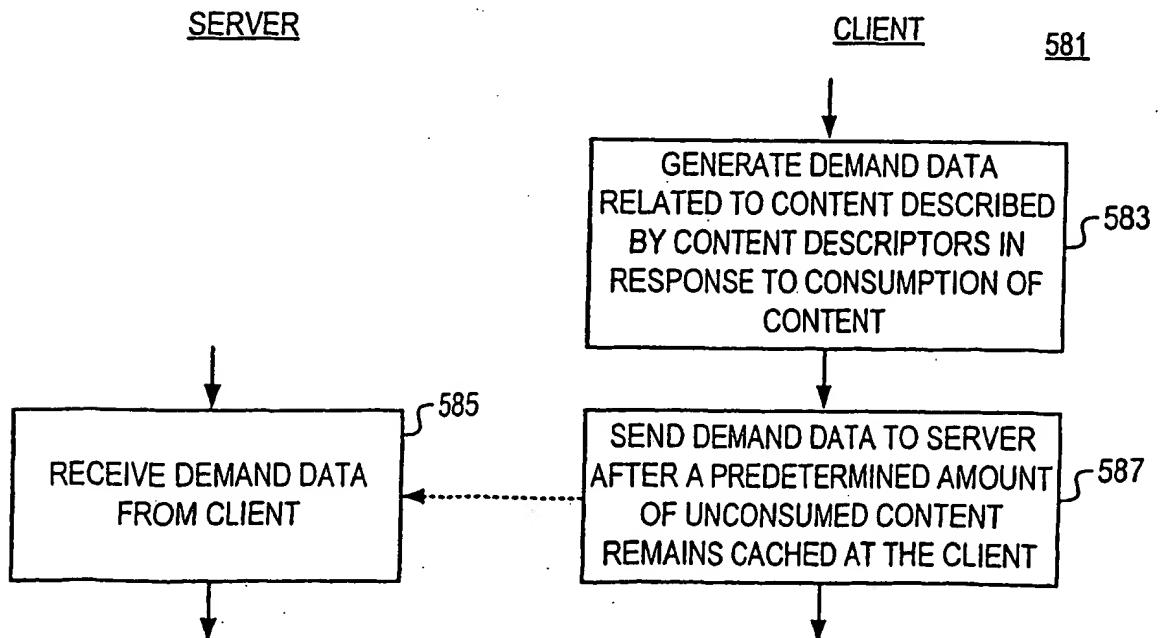 SERVER
CLIENT
581
GENERATE DEMAND DATA
RELATED TO CONTENT DESCRIBED
BY CONTENT DESCRIPTORS IN
RESPONSE TO CONSUMPTION OF
CONTENT
583
585
RECEIVE DEMAND DATA
FROM CLIENT
SEND DEMAND DATA TO SERVER
AFTER A PREDETERMINED AMOUNT
OF UNCONSUMED CONTENT
REMAINS CACHED AT THE CLIENT
587